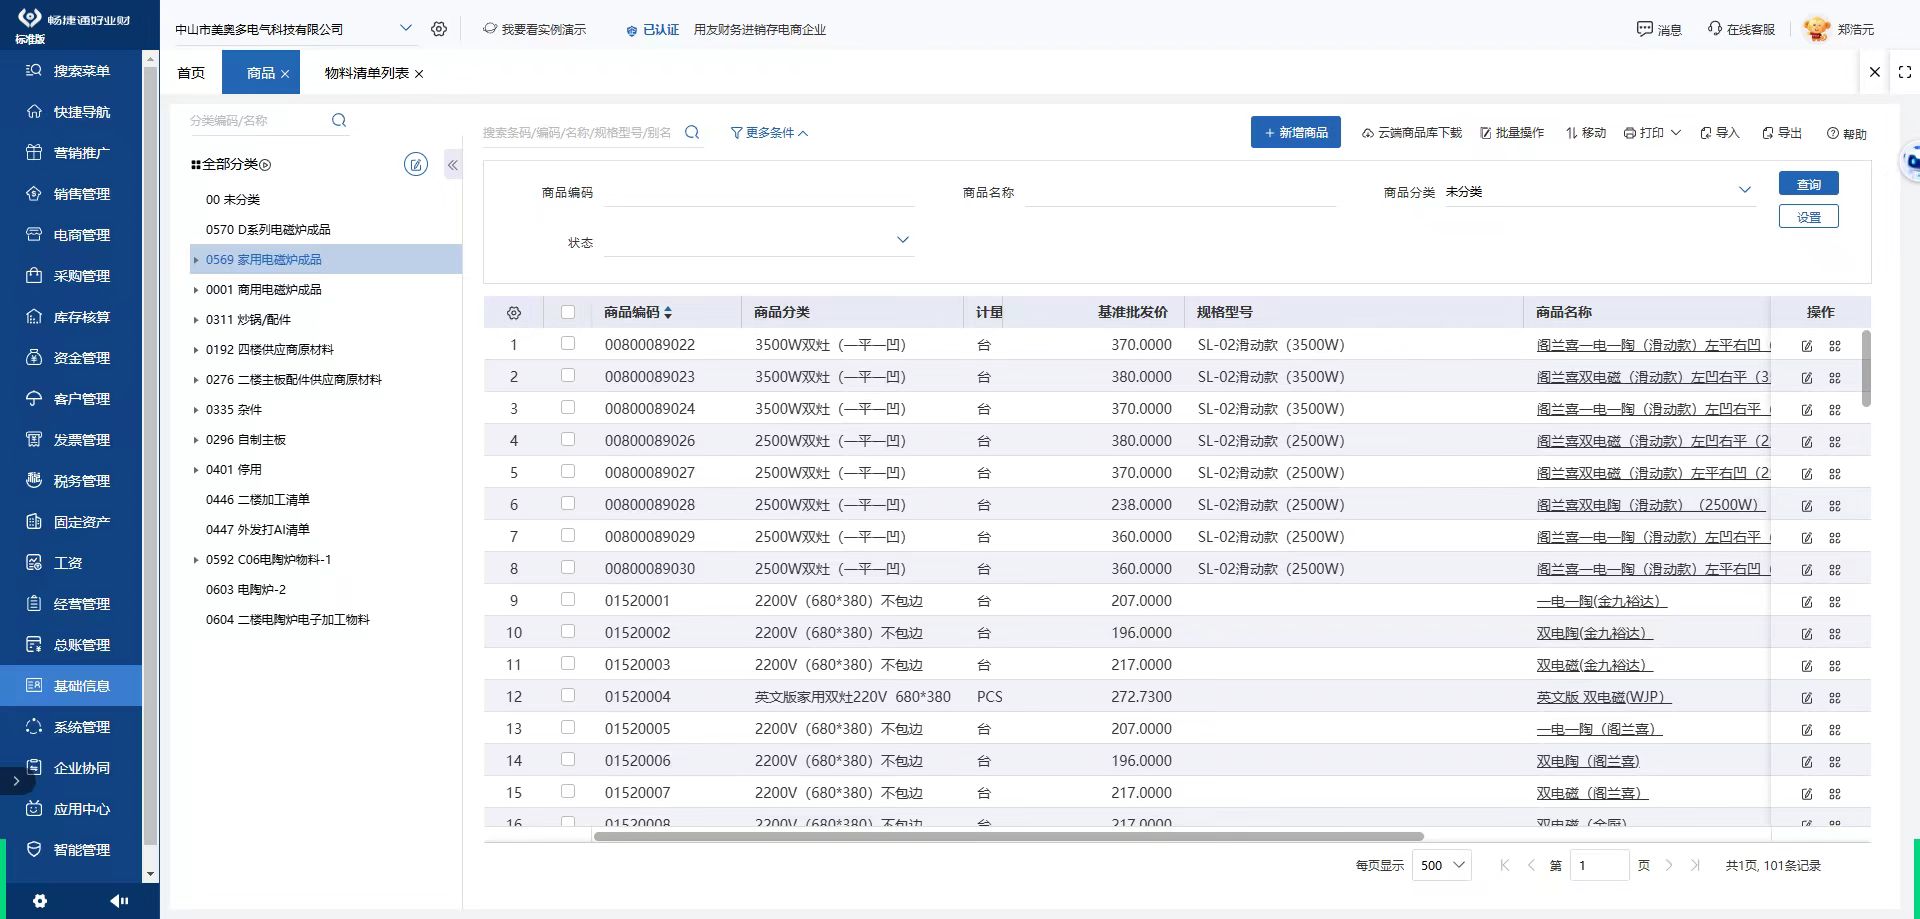 畅捷通好业财
标准版
中山市美奥多电气科技有限公司
我要看实例演示
已认证
用友财务进销存电商企业
消息
在线客服
郑浩元
搜索菜单
快捷导航
营销推广
销售管理
电商管理
采购管理
库存核算
资金管理
客户管理
发票管理
税务管理
固定资产
工资
经营管理
总账管理
基础信息
系统管理
企业协同
应用中心
智能管理
首页
商品 ×
物料清单列表 ×
分类编码/名称
全部分类
00 未分类
0570 D系列电磁炉成品
0569 家用电磁炉成品
0001 商用电磁炉成品
0311 炒锅/配件
0192 四楼供应商原材料
0276 二楼主板配件供应商原材料
0335 杂件
0296 自制主板
0401 停用
0446 二楼加工清单
0447 外发打AI清单
0592 C06电陶炉物料-1
0603 电陶炉-2
0604 二楼电陶炉电子加工物料
搜索条码/编码/名称/规格型号/别名
更多条件
+ 新增商品
云端商品库下载
批量操作
移动
打印
导入
导出
帮助
商品编码
商品名称
商品分类 未分类
查询
状态
设置
商品编码 商品分类 计量 基准批发价 规格型号 商品名称 操作
1 00800089022 3500W双灶（一平一凹） 台 370.0000 SL-02滑动款（3500W） 阁兰喜一电一陶（滑动款）左平右凹（
2 00800089023 3500W双灶（一平一凹） 台 380.0000 SL-02滑动款（3500W） 阁兰喜双电磁（滑动款）左凹右平（3
3 00800089024 3500W双灶（一平一凹） 台 370.0000 SL-02滑动款（3500W） 阁兰喜一电一陶（滑动款）左凹右平（
4 00800089026 2500W双灶（一平一凹） 台 380.0000 SL-02滑动款（2500W） 阁兰喜双电磁（滑动款）左凹右平（2
5 00800089027 2500W双灶（一平一凹） 台 370.0000 SL-02滑动款（2500W） 阁兰喜双电磁（滑动款）左平右凹（2
6 00800089028 2500W双灶（一平一凹） 台 238.0000 SL-02滑动款（2500W） 阁兰喜双电陶（滑动款）（2500W）
7 00800089029 2500W双灶（一平一凹） 台 360.0000 SL-02滑动款（2500W） 阁兰喜一电一陶（滑动款）左凹右平（
8 00800089030 2500W双灶（一平一凹） 台 360.0000 SL-02滑动款（2500W） 阁兰喜一电一陶（滑动款）左平右凹（
9 01520001 2200V（680*380）不包边 台 207.0000 一电一陶(金九裕达）
10 01520002 2200V（680*380）不包边 台 196.0000 双电陶(金九裕达）
11 01520003 2200V（680*380）不包边 台 217.0000 双电磁(金九裕达）
12 01520004 英文版家用双灶220V 680*380 PCS 272.7300 英文版 双电磁(WJP）
13 01520005 2200V（680*380）不包边 台 207.0000 一电一陶（阁兰喜）
14 01520006 2200V（680*380）不包边 台 196.0000 双电陶（阁兰喜)
15 01520007 2200V（680*380）不包边 台 217.0000 双电磁（阁兰喜）
16 01520008 2200V（680*380）不包边 台 217.0000 双电磁（金厨）
每页显示 500 第 1 页 共1页, 101条记录